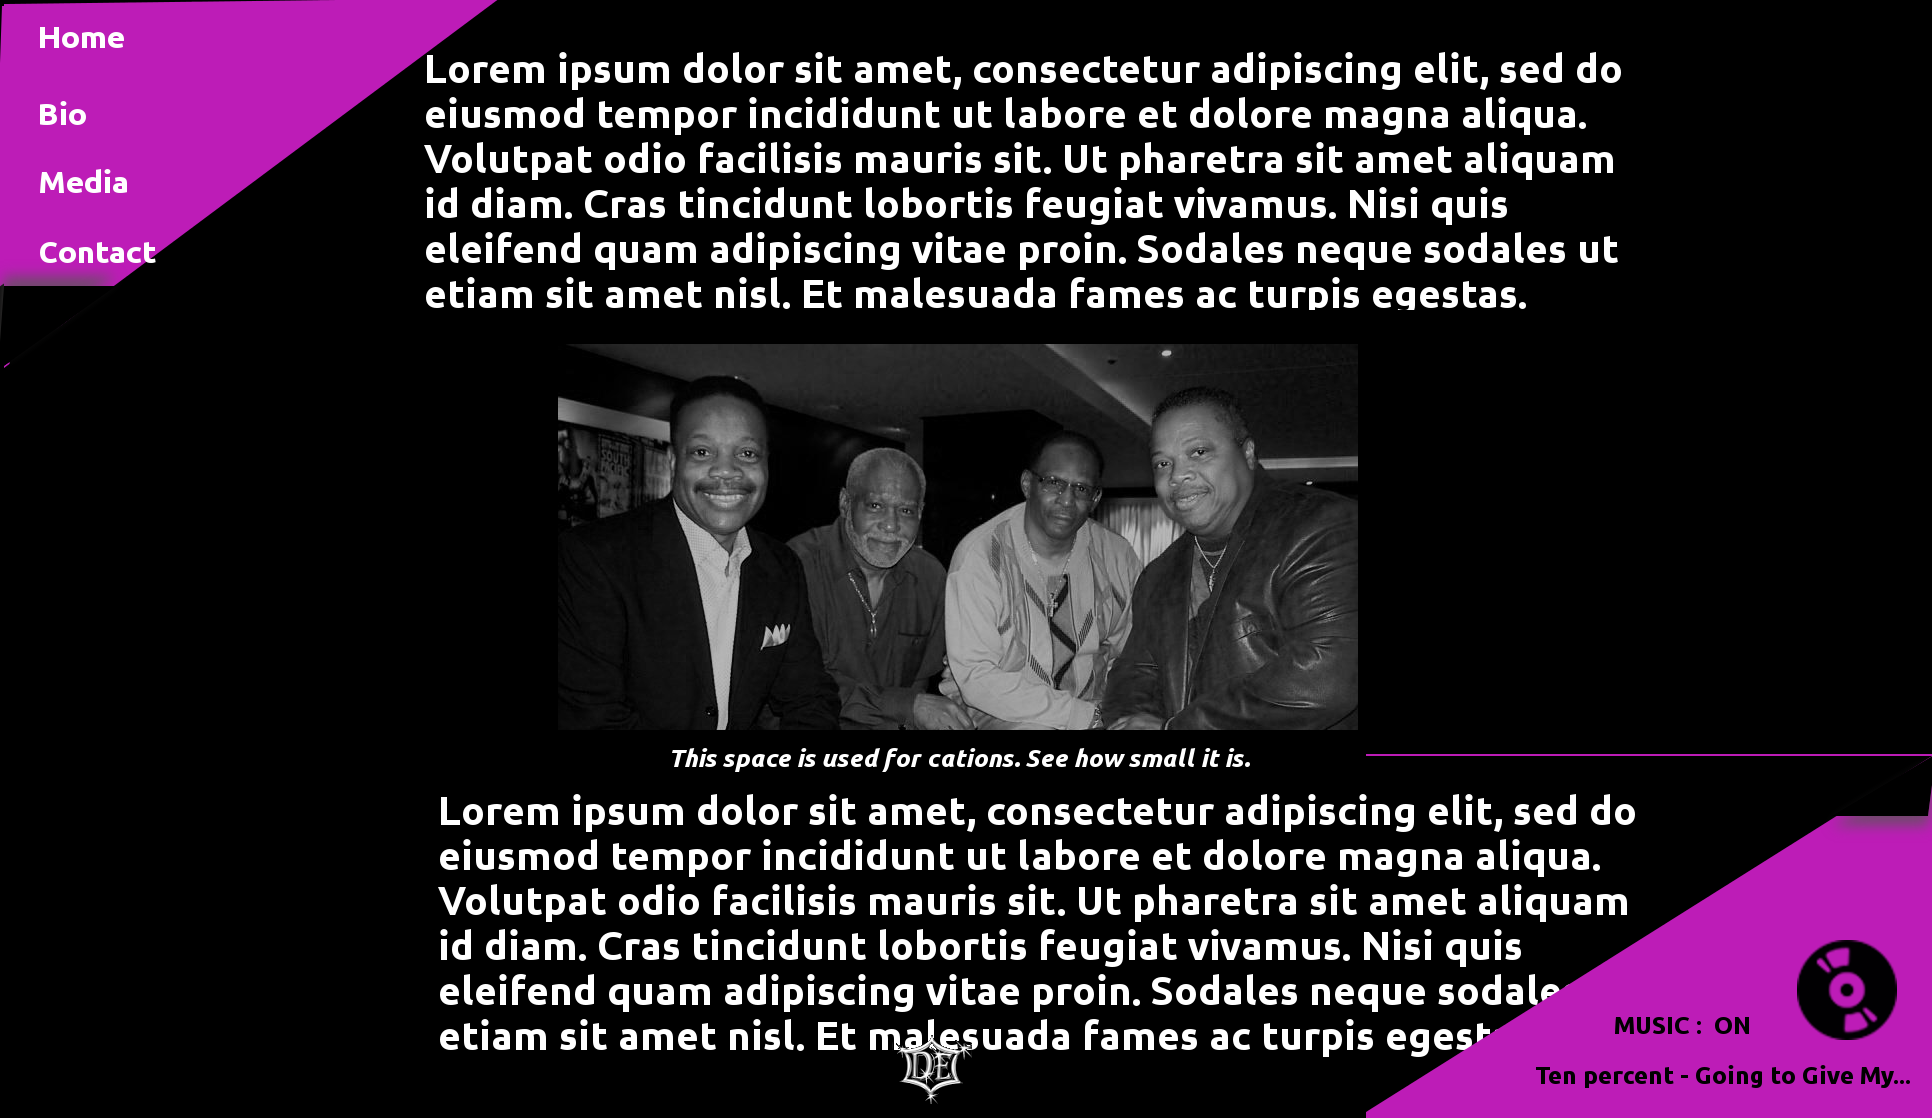 Home
Bio
Media
Contact
Lorem ipsum dolor sit amet, consectetur adipiscing elit, sed do
eiusmod tempor incididunt ut labore et dolore magna aliqua.
Volutpat odio facilisis mauris sit. Ut pharetra sit amet aliquam
id diam. Cras tincidunt lobortis feugiat vivamus. Nisi quis
eleifend quam adipiscing vitae proin. Sodales neque sodales ut
etiam sit amet nisl. Et malesuada fames ac turpis egestas.
SOUTH
PACIFIC
This space is used for cations. See how small it is.
Lorem ipsum dolor sit amet, consectetur adipiscing elit, sed do
eiusmod tempor incididunt ut labore et dolore magna aliqua.
Volutpat odio facilisis mauris sit. Ut pharetra sit amet aliquam
id diam. Cras tincidunt lobortis feugiat vivamus. Nisi quis
eleifend quam adipiscing vitae proin. Sodales neque
etiam sit amet nisl. Et malesuada fames ac turpis
DE
MUSIC : ON
Ten percent - Going to Give My...